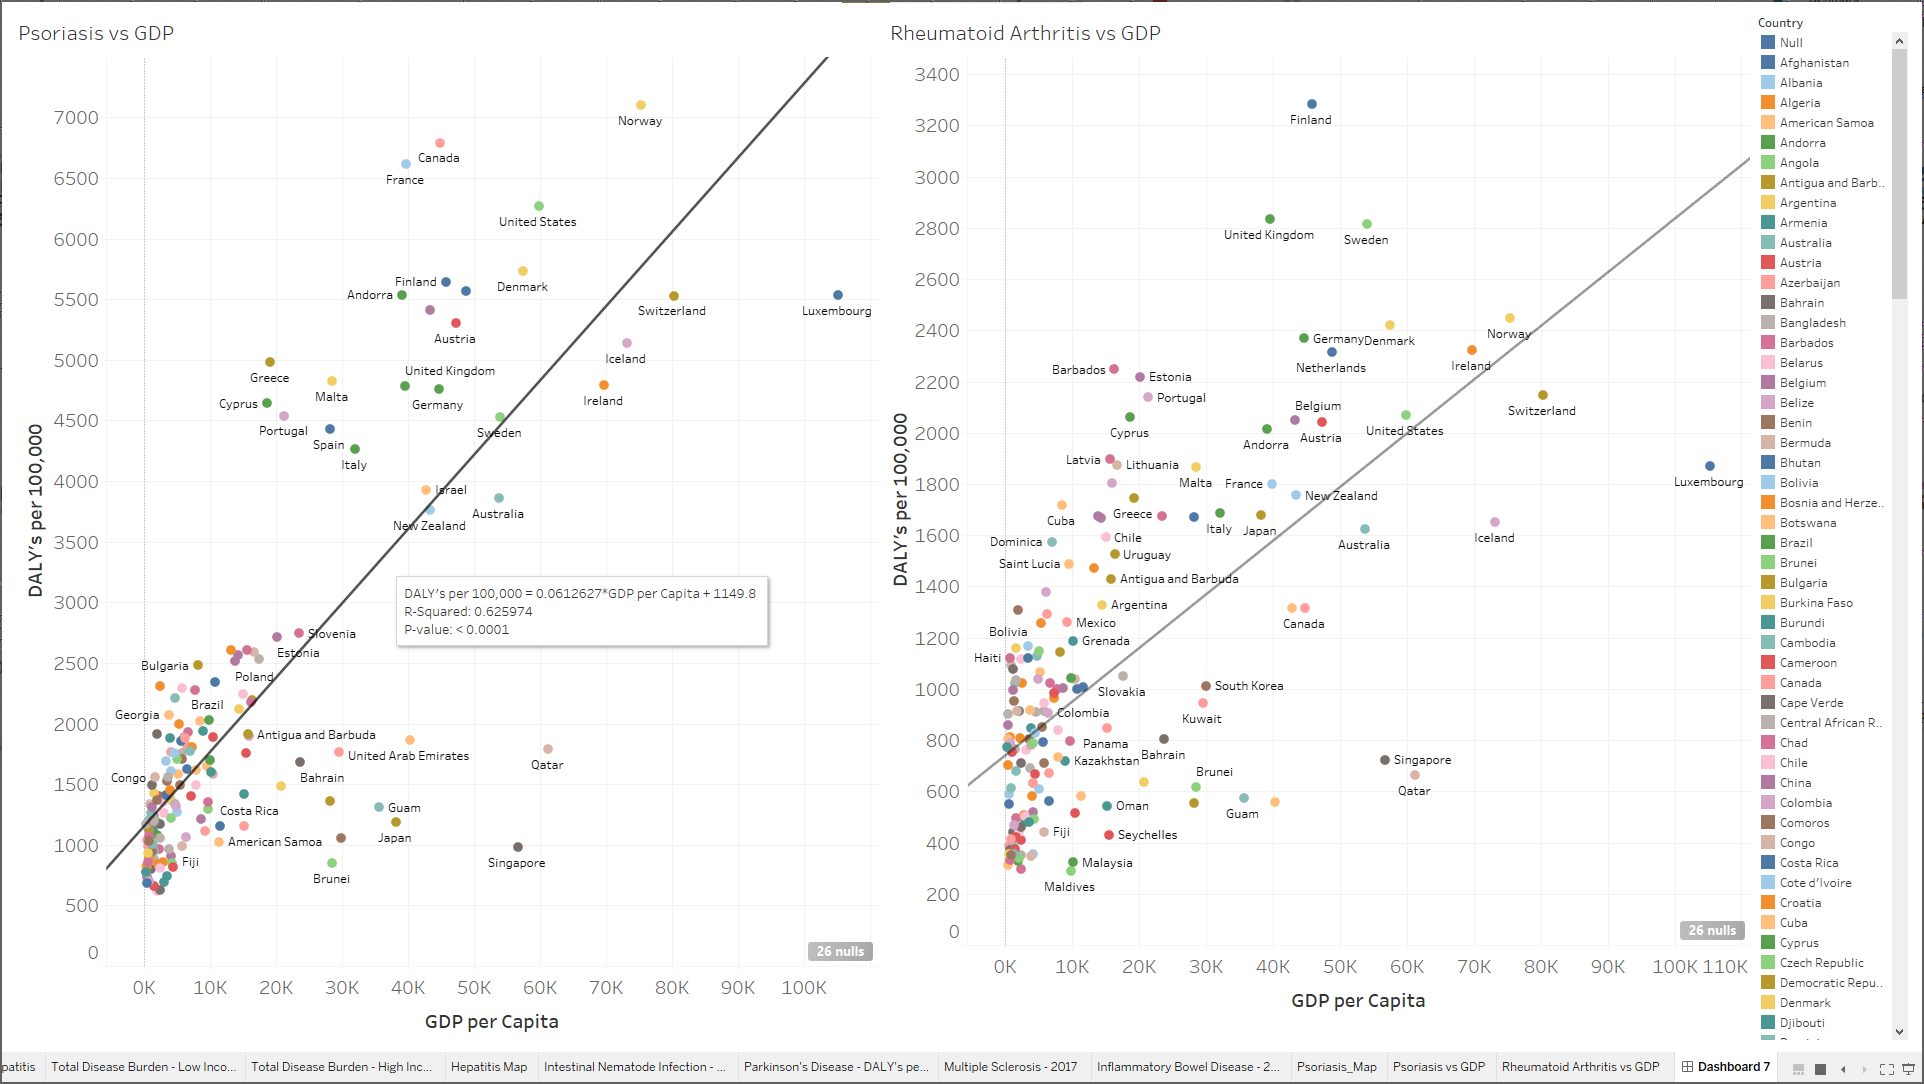 Psoriasis vs GDP
7000
6500
6000
5500
5000
4500
4000
3500
3000
2500
2000
1500
1000
500
0
DALY's per 100,000
Norway
Canada
France
United States
Finland
Denmark
Andorra
Switzerland
Luxembourg
Austria
Iceland
Greece
United Kingdom
Malta
Germany
Ireland
Cyprus
Portugal
Spain
Sweden
Italy
Israel
Australia
New Zealand
DALY's per 100,000 = 0.0612627*GDP per Capita + 1149.8
R-Squared: 0.625974
P-value: < 0.0001
Slovenia
Estonia
Bulgaria
Poland
Brazil
Georgia
Antigua and Barbuda
United Arab Emirates
Qatar
Congo
Bahrain
Costa Rica
Guam
American Samoa
Japan
Fiji
Singapore
Brunei
26 nulls
0K 10K 20K 30K 40K 50K 60K 70K 80K 90K 100K
GDP per Capita
Rheumatoid Arthritis vs GDP
3400
3200
3000
2800
2600
2400
2200
2000
1800
1600
1400
1200
1000
800
600
400
200
0
DALY's per 100,000
Finland
United Kingdom
Sweden
Norway
Germany
Denmark
Netherlands
Ireland
Barbados
Estonia
Portugal
Switzerland
Belgium
Cyprus
Andorra
Austria
United States
Latvia
Lithuania
Malta
France
Luxembourg
New Zealand
Cuba
Greece
Italy
Japan
Dominica
Chile
Australia
Iceland
Uruguay
Saint Lucia
Antigua and Barbuda
Argentina
Mexico
Canada
Bolivia
Grenada
Haiti
Slovakia
South Korea
Colombia
Kuwait
Panama
Bahrain
Kazakhstan
Singapore
Brunei
Qatar
Oman
Guam
Fiji
Seychelles
Malaysia
Maldives
26 nulls
0K 10K 20K 30K 40K 50K 60K 70K 80K 90K 100K 110K
GDP per Capita
Country
Null
Afghanistan
Albania
Algeria
American Samoa
Andorra
Angola
Antigua and Barb..
Argentina
Armenia
Australia
Austria
Azerbaijan
Bahrain
Bangladesh
Barbados
Belarus
Belgium
Belize
Benin
Bermuda
Bhutan
Bolivia
Bosnia and Herze..
Botswana
Brazil
Brunei
Bulgaria
Burkina Faso
Burundi
Cambodia
Cameroon
Canada
Cape Verde
Central African R..
Chad
Chile
China
Colombia
Comoros
Congo
Costa Rica
Cote d'Ivoire
Croatia
Cuba
Cyprus
Czech Republic
Democratic Repu..
Denmark
Djibouti
patitis
Total Disease Burden - Low Inco...
Total Disease Burden - High Inc...
Hepatitis Map
Intestinal Nematode Infection - ...
Parkinson's Disease - DALY's pe...
Multiple Sclerosis - 2017
Inflammatory Bowel Disease - 2...
Psoriasis_Map
Psoriasis vs GDP
Rheumatoid Arthritis vs GDP
Dashboard 7